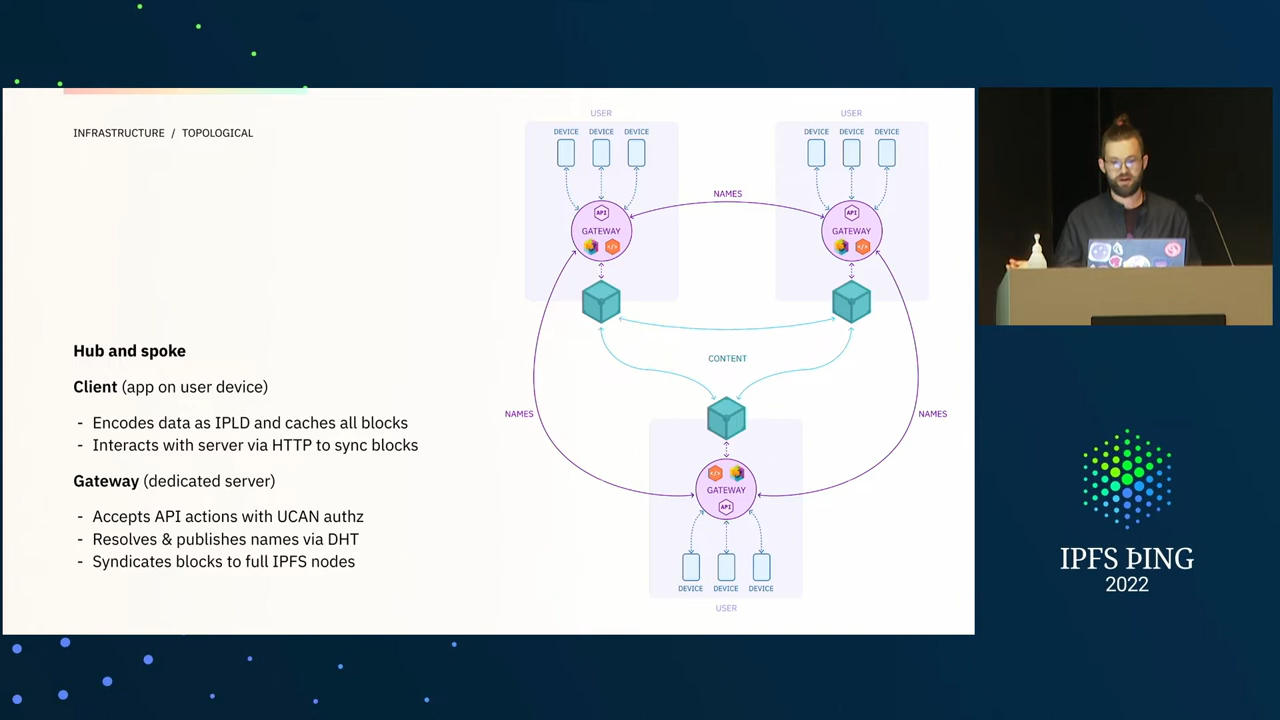 INFRASTRUCTURE / TOPOLOGICAL
Hub and spoke
Client (app on user device)
- Encodes data as IPLD and caches all blocks
- Interacts with server via HTTP to sync blocks
Gateway (dedicated server)
- Accepts API actions with UCAN authz
- Resolves & publishes names via DHT
- Syndicates blocks to full IPFS nodes
USER
DEVICE DEVICE DEVICE
API
GATEWAY
USER
DEVICE DEVICE DEVICE
API
GATEWAY
NAMES
CONTENT
NAMES
NAMES
GATEWAY
API
DEVICE DEVICE DEVICE
USER
IPFS ÞING
2022